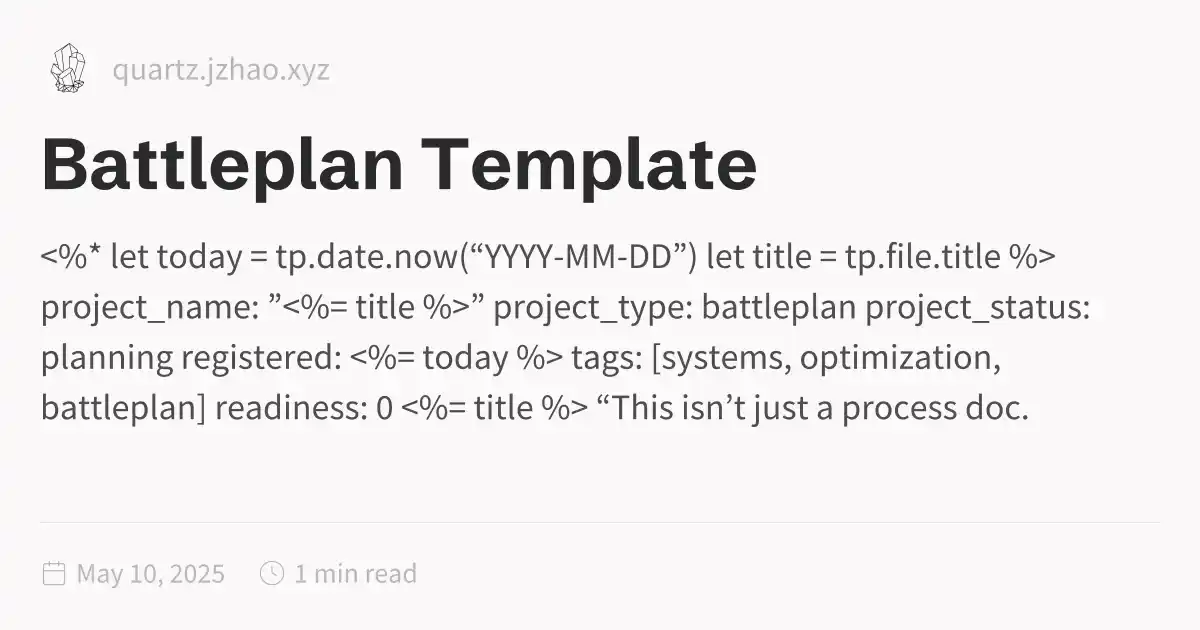 quartz.jzhao.xyz
Battleplan Template
<%* let today = tp.date.now(“YYYY-MM-DD”) let title = tp.file.title %>
project_name: ”<%= title %>” project_type: battleplan project_status:
planning registered: <%= today %> tags: [systems, optimization,
battleplan] readiness: 0 <%= title %> “This isn’t just a process doc.
May 10, 2025 1 min read